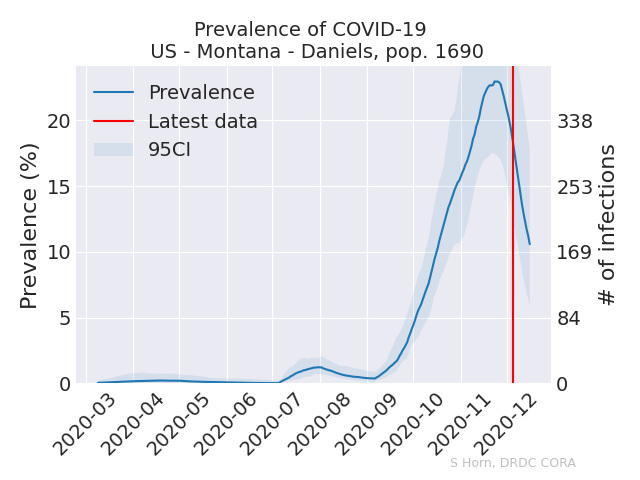 Prevalence of COVID-19
US - Montana - Daniels, pop. 1690
Prevalence
Latest data
95CI
Prevalence (%)
20
15
10
5
0
# of infections
338
253
169
84
0
2020-03
2020-04
2020-05
2020-06
2020-07
2020-08
2020-09
2020-10
2020-11
2020-12
S Horn, DRDC CORA